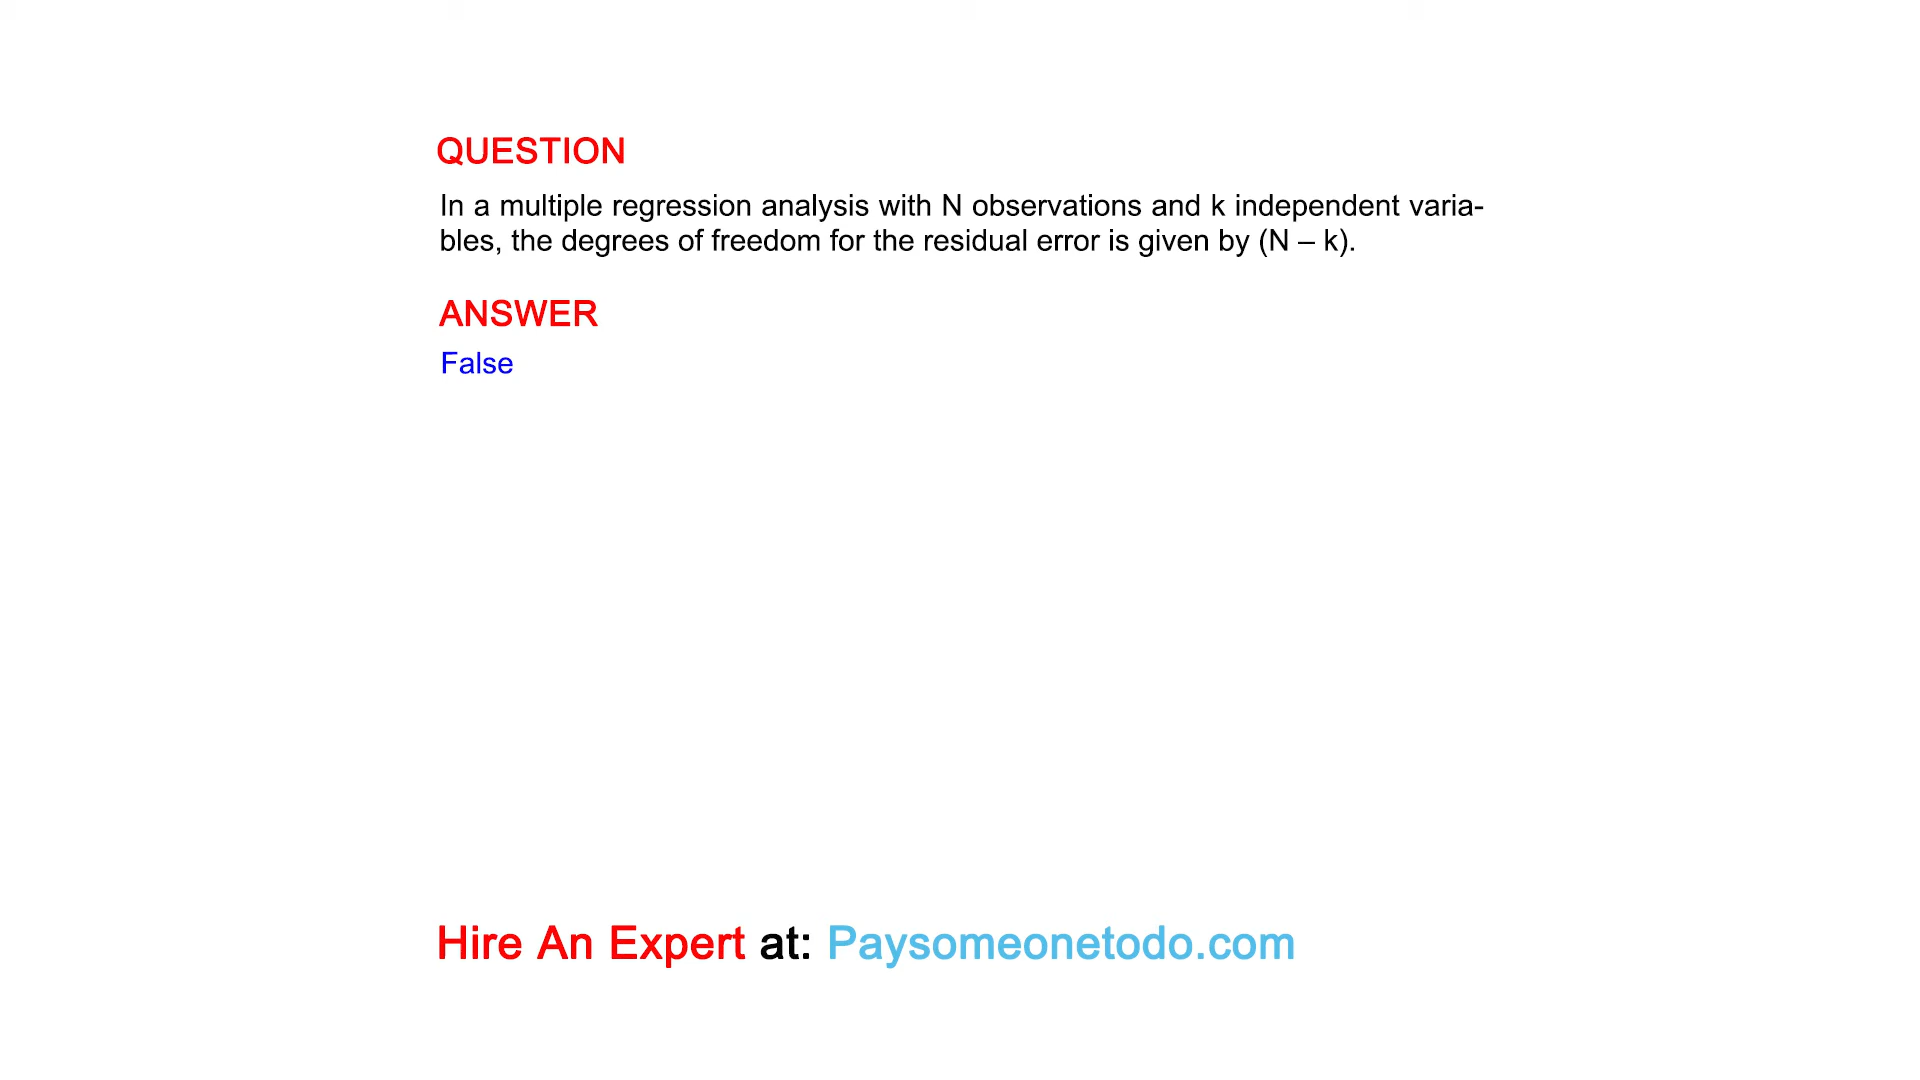 QUESTION
In a multiple regression analysis with N observations and k independent varia-
bles, the degrees of freedom for the residual error is given by (N – k).
ANSWER
False
Hire An Expert at: Paysomeonetodo.com